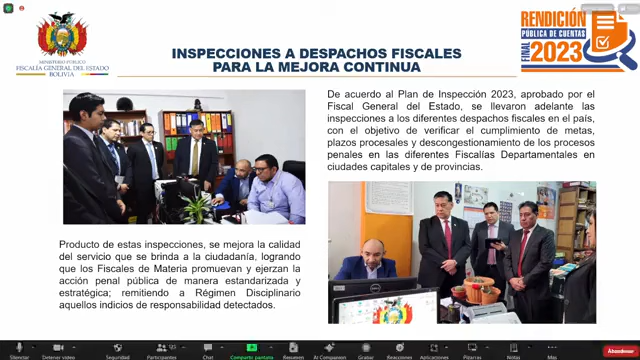 MINISTERIO PÚBLICO
FISCALÍA GENERAL DEL ESTADO
BOLIVIA
RENDICIÓN
PÚBLICA DE CUENTAS
FINAL 2023
INSPECCIONES A DESPACHOS FISCALES
PARA LA MEJORA CONTINUA
De acuerdo al Plan de Inspección 2023, aprobado por el
Fiscal General del Estado, se llevaron adelante las
inspecciones a los diferentes despachos fiscales en el país,
con el objetivo de verificar el cumplimiento de metas,
plazos procesales y descongestionamiento de los procesos
penales en las diferentes Fiscalías Departamentales en
ciudades capitales y de provincias.
Producto de estas inspecciones, se mejora la calidad
del servicio que se brinda a la ciudadanía, logrando
que los Fiscales de Materia promuevan y ejerzan la
acción penal pública de manera estandarizada y
estratégica; remitiendo a Régimen Disciplinario
aquellos indicios de responsabilidad detectados.
Silenciar
Detener video
Seguridad
Participantes
Chat
Compartir pantalla
Resumen
AI Companion
Grabar
Reacciones
Aplicaciones
Pizarras
Notas
Más
Abandonar